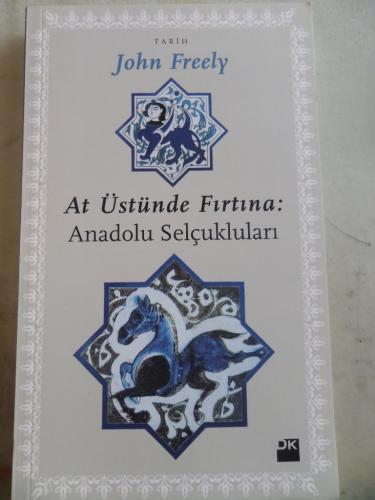 TARİH
John Freely
At Üstünde Fırtına:
Anadolu Selçukluları
DK